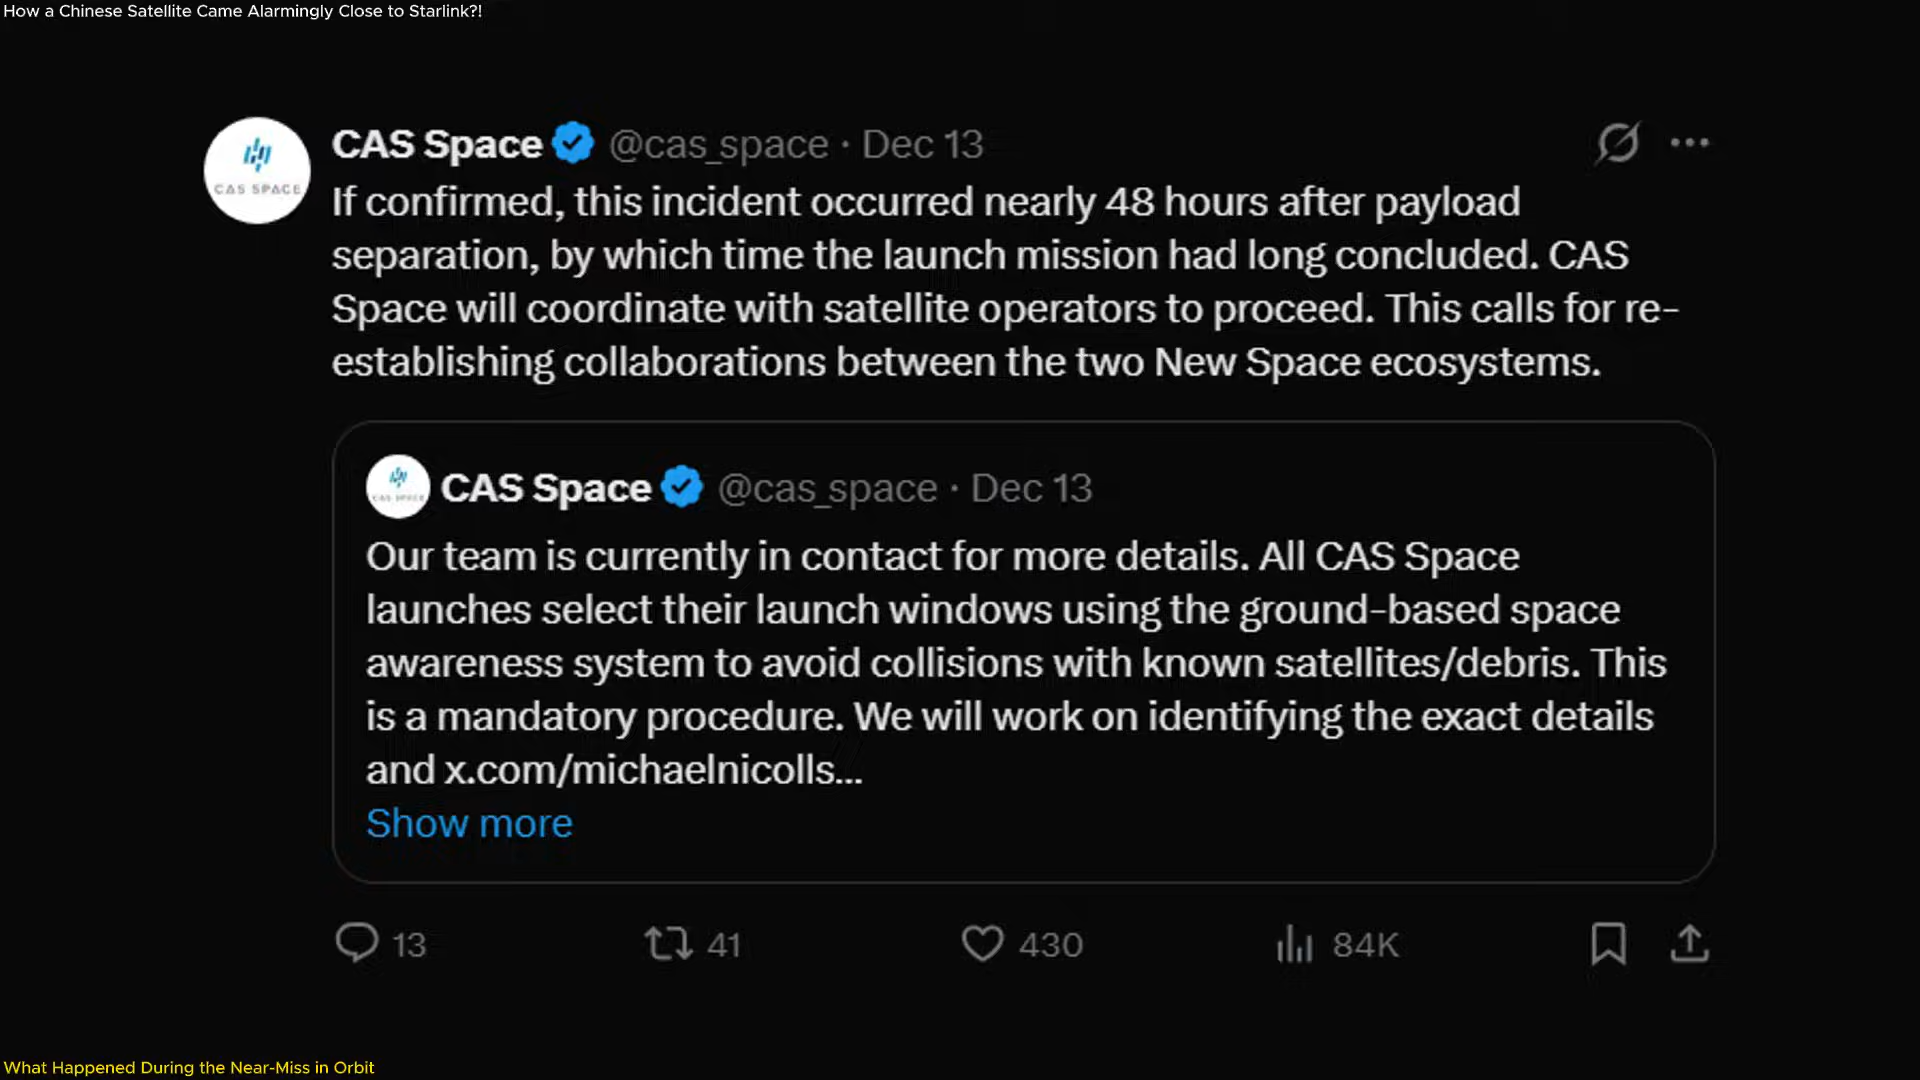 How a Chinese Satellite Came Alarmingly Close to Starlink?!
CAS Space @cas_space · Dec 13
CAS SPACE
If confirmed, this incident occurred nearly 48 hours after payload
separation, by which time the launch mission had long concluded. CAS
Space will coordinate with satellite operators to proceed. This calls for re-
establishing collaborations between the two New Space ecosystems.
CAS Space @cas_space · Dec 13
CAS SPACE
Our team is currently in contact for more details. All CAS Space
launches select their launch windows using the ground-based space
awareness system to avoid collisions with known satellites/debris. This
is a mandatory procedure. We will work on identifying the exact details
and x.com/michaelnicolls...
Show more
13 41 430 84K
What Happened During the Near-Miss in Orbit